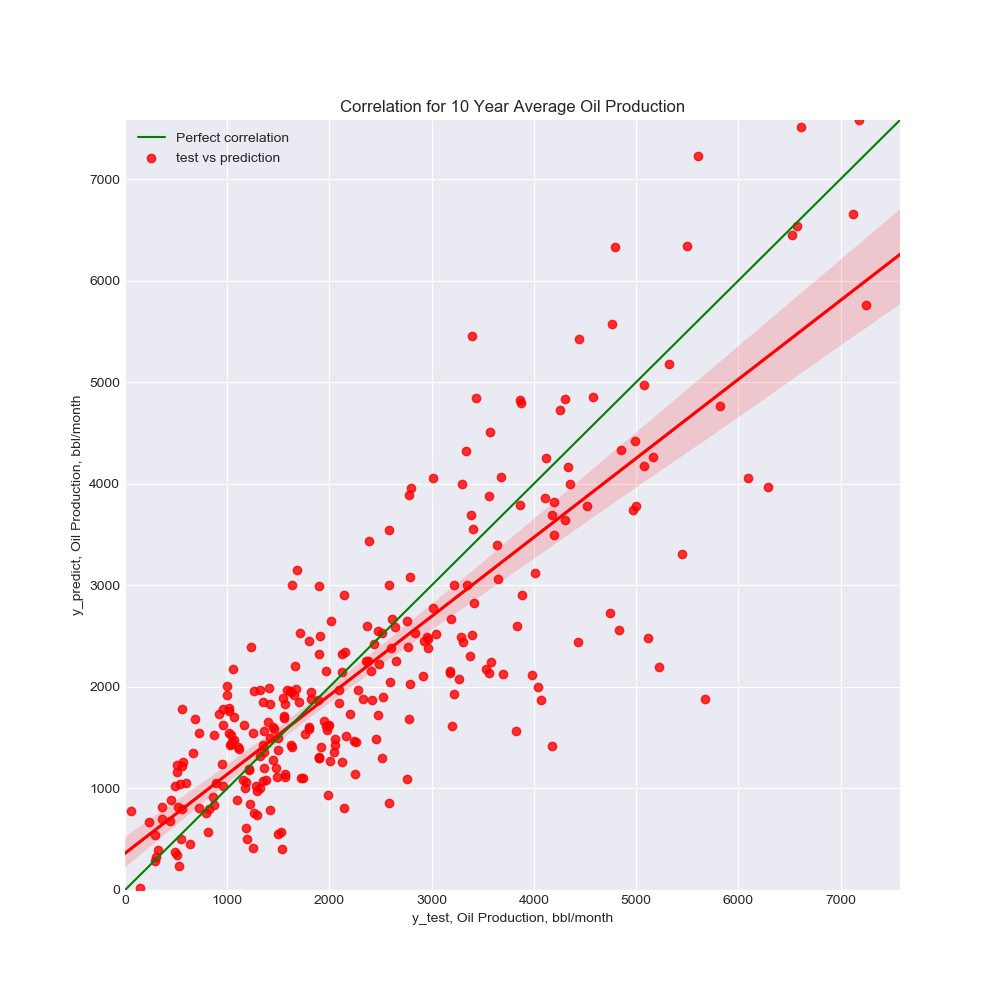 Correlation for 10 Year Average Oil Production
Perfect correlation
test vs prediction
7000
6000
5000
4000
3000
2000
1000
0
y_predict, Oil Production, bbl/month
0 1000 2000 3000 4000 5000 6000 7000
y_test, Oil Production, bbl/month